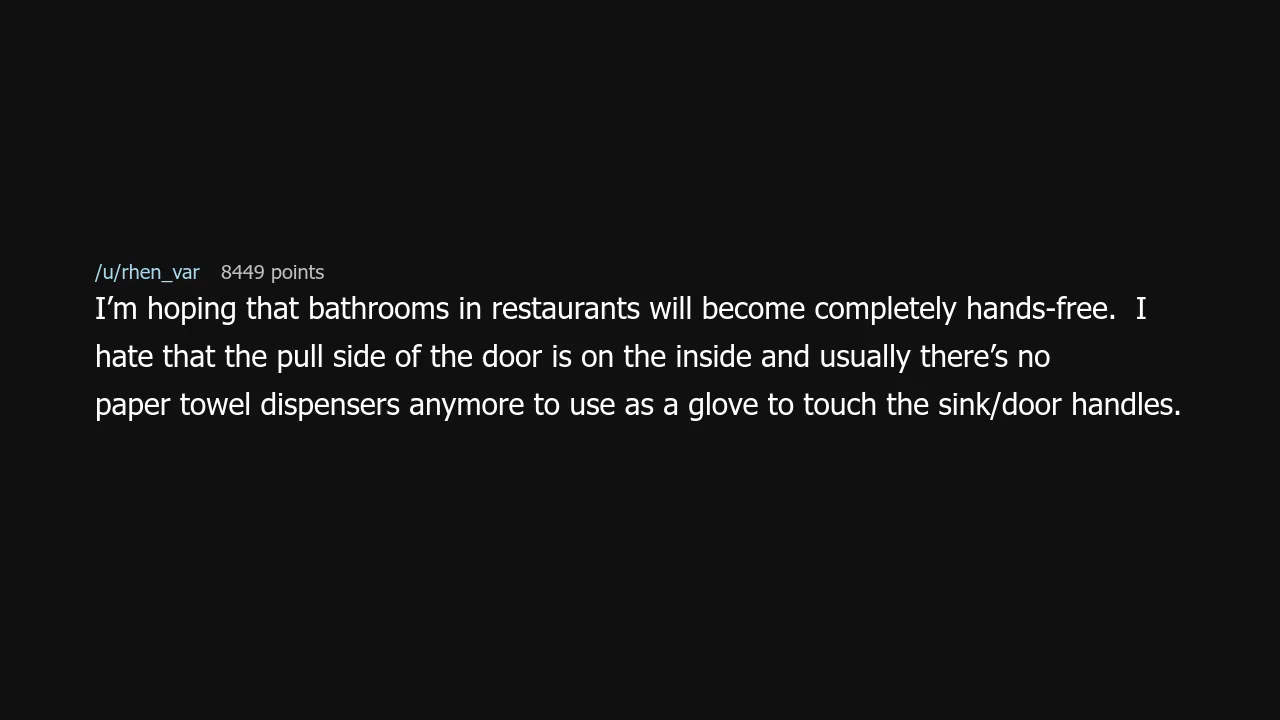 /u/rhen_var 8449 points
I’m hoping that bathrooms in restaurants will become completely hands-free.  I
hate that the pull side of the door is on the inside and usually there’s no
paper towel dispensers anymore to use as a glove to touch the sink/door handles.